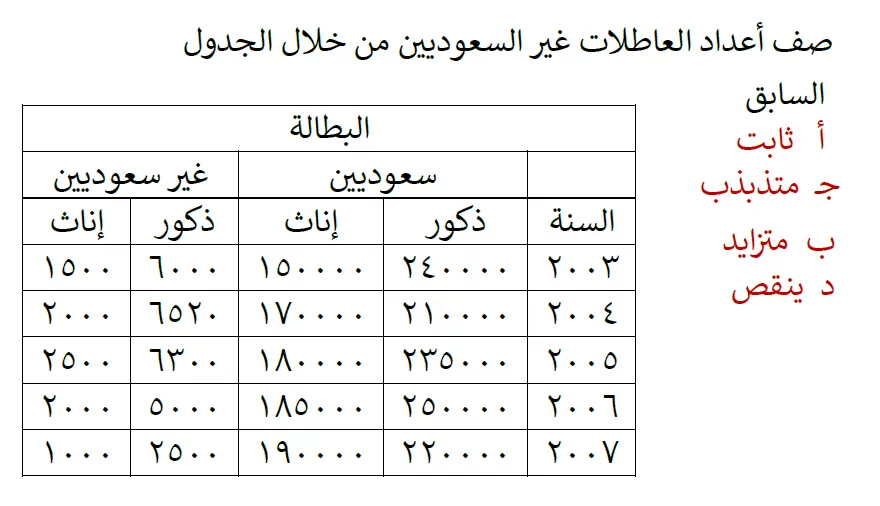 صف أعداد العاطلات غير السعوديين من خلال الجدول
السابق
أ ثابت
جـ متذبذب
ب متزايد
د ينقص
البطالة
سعوديين غير سعوديين
السنة ذكور إناث ذكور إناث
٢٠٠٣ ٢٤٠٠٠٠ ١٥٠٠٠٠ ٦٠٠٠ ١٥٠٠
٢٠٠٤ ٢١٠٠٠٠ ١٧٠٠٠٠ ٦٥٢٠ ٢٠٠٠
٢٠٠٥ ٢٣٥٠٠٠ ١٨٠٠٠٠ ٦٣٠٠ ٢٥٠٠
٢٠٠٦ ٢٥٠٠٠٠ ١٨٥٠٠٠ ٥٠٠٠ ٢٠٠٠
٢٠٠٧ ٢٢٠٠٠٠ ١٩٠٠٠٠ ٢٥٠٠ ١٠٠٠